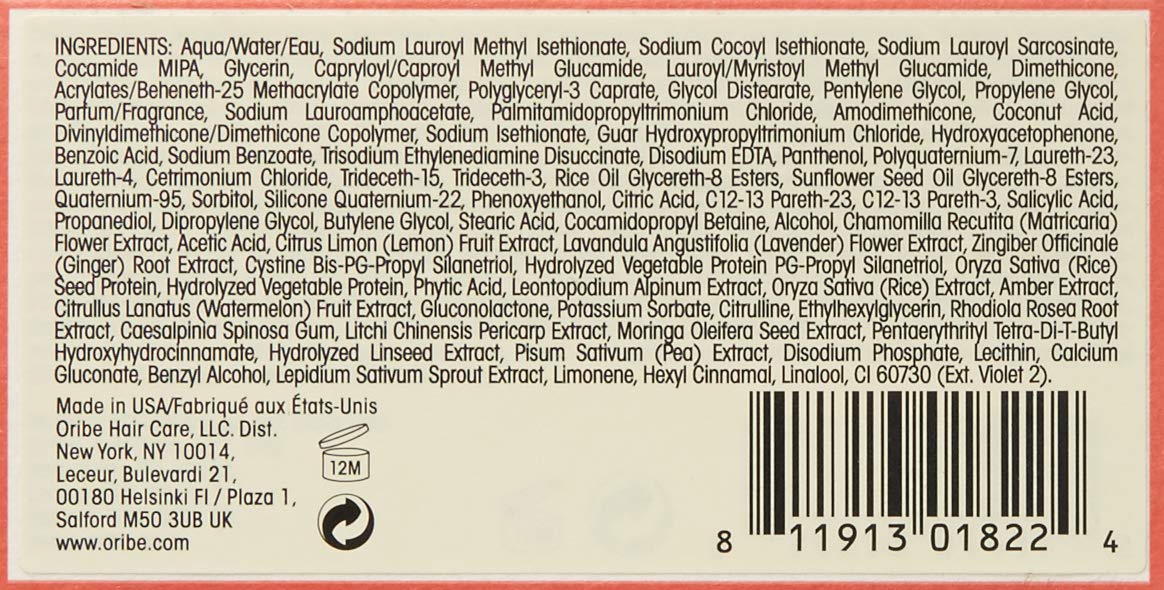 INGREDIENTS: Aqua/Water/Eau, Sodium Lauroyl Methyl Isethionate, Sodium Cocoyl Isethionate, Sodium Lauroyl Sarcosinate,
Cocamide MIPA, Glycerin, Capryloyl/Caproyl Methyl Glucamide, Lauroyl/Myristoyl Methyl Glucamide, Dimethicone,
Acrylates/Beheneth-25 Methacrylate Copolymer, Polyglyceryl-3 Caprate, Glycol Distearate, Pentylene Glycol, Propylene Glycol,
Parfum/Fragrance, Sodium Lauroamphoacetate, Palmitamidopropyltrimonium Chloride, Amodimethicone, Coconut Acid,
Divinyldimethicone/Dimethicone Copolymer, Sodium Isethionate, Guar Hydroxypropyltrimonium Chloride, Hydroxyacetophenone,
Benzoic Acid, Sodium Benzoate, Trisodium Ethylenediamine Disuccinate, Disodium EDTA, Panthenol, Polyquaternium-7, Laureth-23,
Laureth-4, Cetrimonium Chloride, Trideceth-15, Trideceth-3, Rice Oil Glycereth-8 Esters, Sunflower Seed Oil Glycereth-8 Esters,
Quaternium-95, Sorbitol, Silicone Quaternium-22, Phenoxyethanol, Citric Acid, C12-13 Pareth-23, C12-13 Pareth-3, Salicylic Acid,
Propanediol, Dipropylene Glycol, Butylene Glycol, Stearic Acid, Cocamidopropyl Betaine, Alcohol, Chamomilla Recutita (Matricaria)
Flower Extract, Acetic Acid, Citrus Limon (Lemon) Fruit Extract, Lavandula Angustifolia (Lavender) Flower Extract, Zingiber Officinale
(Ginger) Root Extract, Cystine Bis-PG-Propyl Silanetriol, Hydrolyzed Vegetable Protein PG-Propyl Silanetriol, Oryza Sativa (Rice)
Seed Protein, Hydrolyzed Vegetable Protein, Phytic Acid, Leontopodium Alpinum Extract, Oryza Sativa (Rice) Extract, Amber Extract,
Citrullus Lanatus (Watermelon) Fruit Extract, Gluconolactone, Potassium Sorbate, Citrulline, Ethylhexylglycerin, Rhodiola Rosea Root
Extract, Caesalpinia Spinosa Gum, Litchi Chinensis Pericarp Extract, Moringa Oleifera Seed Extract, Pentaerythrityl Tetra-Di-T-Butyl
Hydroxyhydrocinnamate, Hydrolyzed Linseed Extract, Pisum Sativum (Pea) Extract, Disodium Phosphate, Lecithin, Calcium
Gluconate, Benzyl Alcohol, Lepidium Sativum Sprout Extract, Limonene, Hexyl Cinnamal, Linalool, CI 60730 (Ext. Violet 2).
Made in USA/Fabriqué aux États-Unis
Oribe Hair Care, LLC. Dist.
New York, NY 10014,
Leceur, Bulevardi 21,
00180 Helsinki FI / Plaza 1,
Salford M50 3UB UK
www.oribe.com
12M
8 11913 01822 4